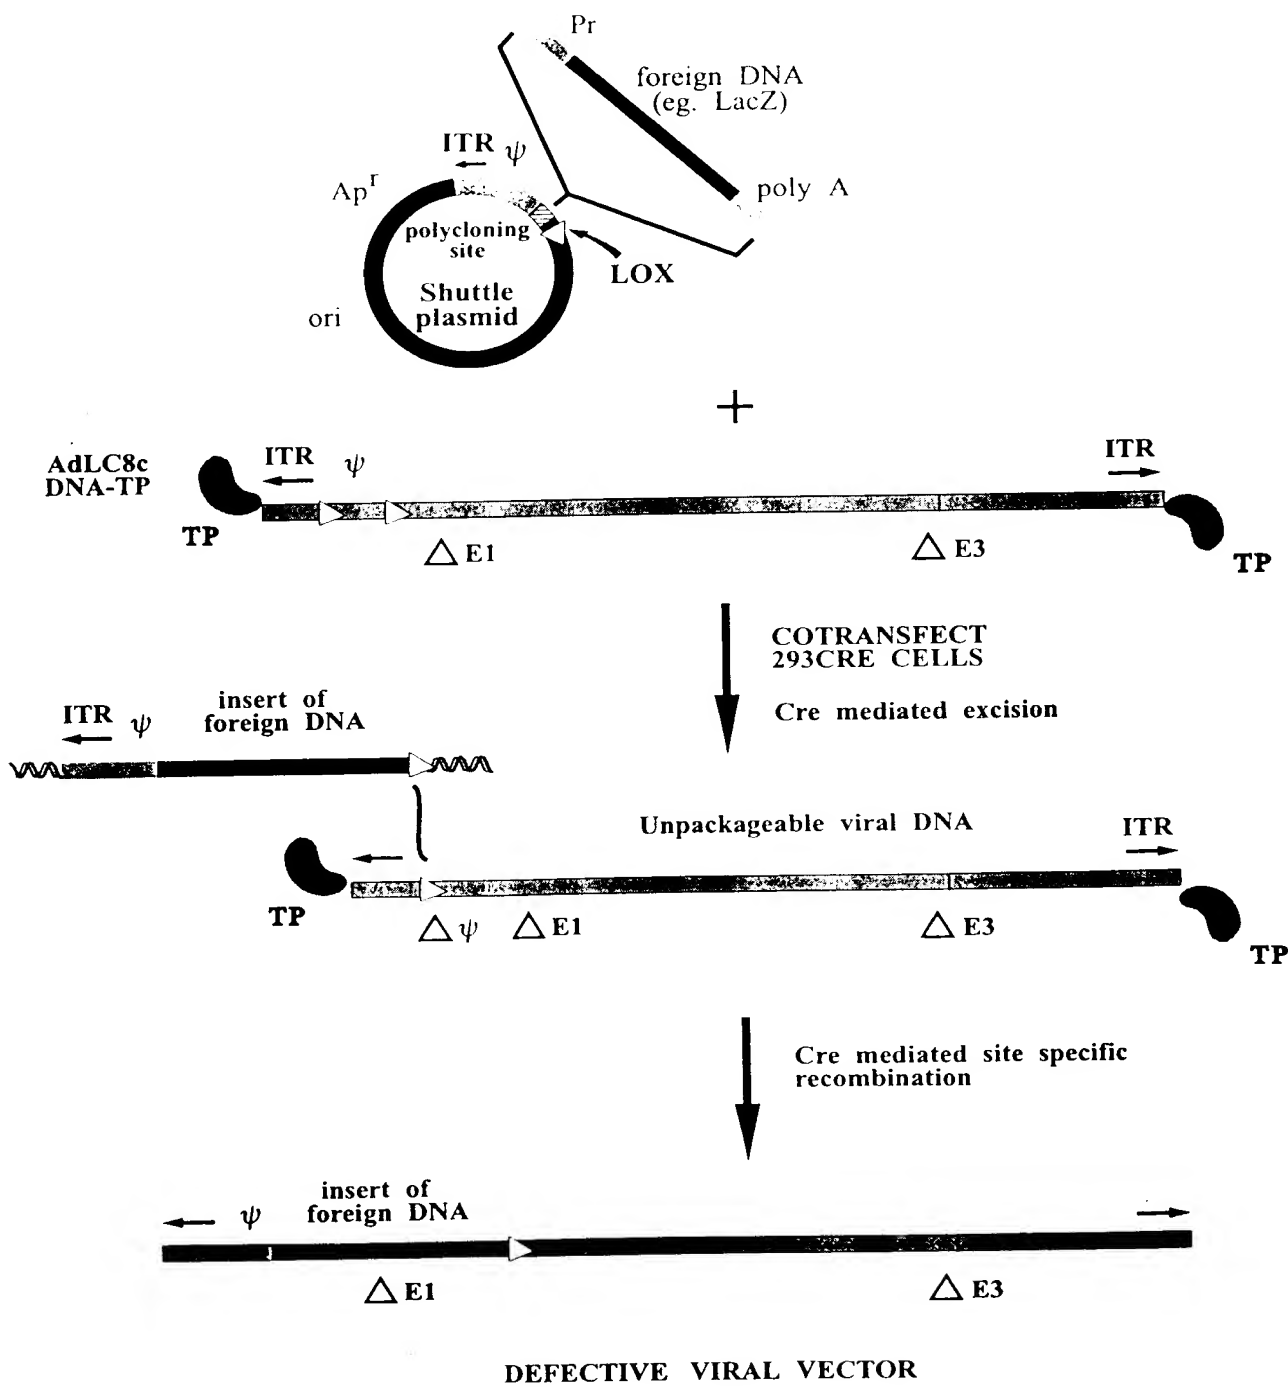 Pr
foreign DNA
(eg. LacZ)
ITR ψ
Apʳ
poly A
polycloning
site
LOX
Shuttle
plasmid
ori
+
AdLC8c
DNA-TP
ITR ψ
ITR
TP
△ E1
△ E3
TP
COTRANSFECT
293CRE CELLS
Cre mediated excision
insert of
foreign DNA
ITR ψ
Unpackageable viral DNA
ITR
TP
△ ψ △ E1
△ E3
TP
Cre mediated site specific
recombination
insert of
foreign DNA
ψ
△ E1
△ E3
DEFECTIVE VIRAL VECTOR